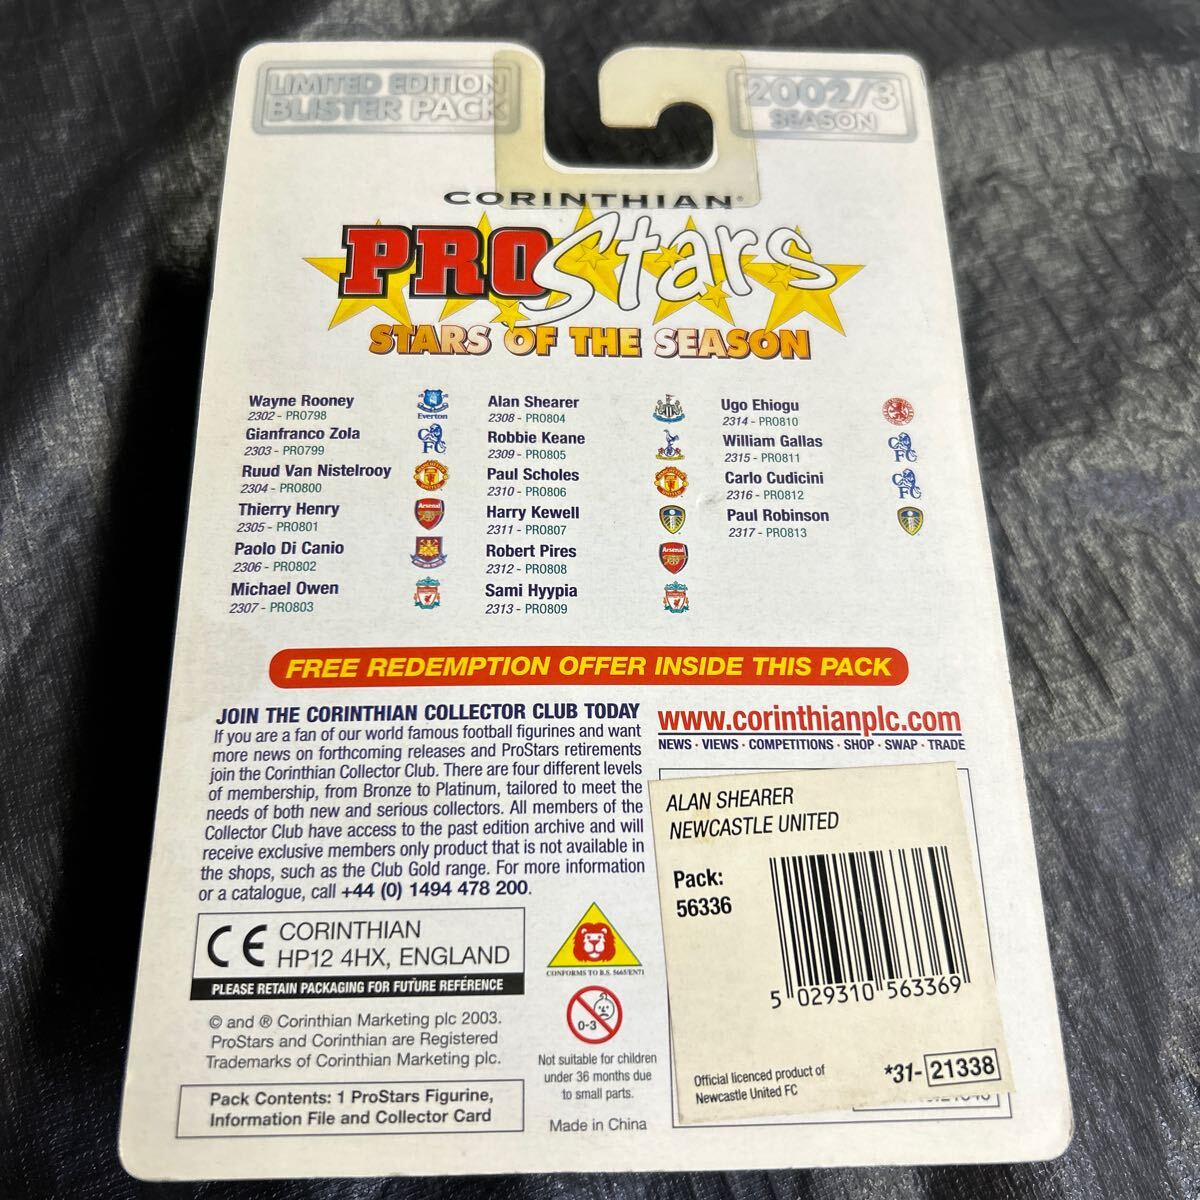 LIMITED EDITION
BLISTER PACK
2002/3
SEASON
CORINTHIAN®
PROStars
STARS OF THE SEASON
Wayne Rooney
2302 - PRO798
Everton
Gianfranco Zola
2303 - PRO799
Ruud Van Nistelrooy
2304 - PRO800
Thierry Henry
2305 - PRO801
Arsenal
Paolo Di Canio
2306 - PRO802
Michael Owen
2307 - PRO803
Alan Shearer
2308 - PRO804
Robbie Keane
2309 - PRO805
Paul Scholes
2310 - PRO806
Harry Kewell
2311 - PRO807
Robert Pires
2312 - PRO808
Arsenal
Sami Hyypia
2313 - PRO809
Ugo Ehiogu
2314 - PRO810
William Gallas
2315 - PRO811
Carlo Cudicini
2316 - PRO812
Paul Robinson
2317 - PRO813
FREE REDEMPTION OFFER INSIDE THIS PACK
JOIN THE CORINTHIAN COLLECTOR CLUB TODAY
If you are a fan of our world famous football figurines and want
more news on forthcoming releases and ProStars retirements
join the Corinthian Collector Club. There are four different levels
of membership, from Bronze to Platinum, tailored to meet the
needs of both new and serious collectors. All members of the
Collector Club have access to the past edition archive and will
receive exclusive members only product that is not available in
the shops, such as the Club Gold range. For more information
or a catalogue, call +44 (0) 1494 478 200.
www.corinthianplc.com
NEWS · VIEWS · COMPETITIONS · SHOP · SWAP · TRADE
ALAN SHEARER
NEWCASTLE UNITED
Pack:
56336
5 029310 563369
Official licenced product of
Newcastle United FC
*31- 21338
CE CORINTHIAN
HP12 4HX, ENGLAND
PLEASE RETAIN PACKAGING FOR FUTURE REFERENCE
© and ® Corinthian Marketing plc 2003.
ProStars and Corinthian are Registered
Trademarks of Corinthian Marketing plc.
Pack Contents: 1 ProStars Figurine,
Information File and Collector Card
CONFORMS TO B.S. 5665/EN71
0-3
Not suitable for children
under 36 months due
to small parts.
Made in China